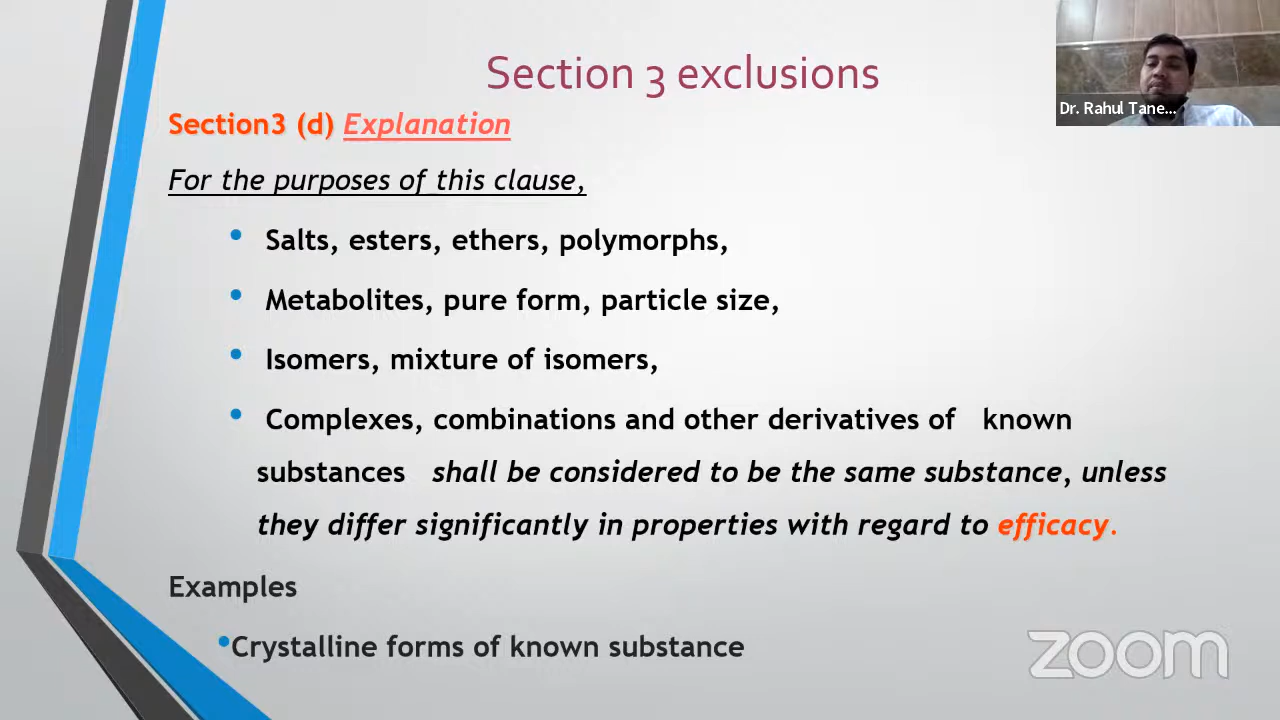 Section 3 exclusions
Dr. Rahul Tane...
Section3 (d) Explanation
For the purposes of this clause,
• Salts, esters, ethers, polymorphs,
• Metabolites, pure form, particle size,
• Isomers, mixture of isomers,
• Complexes, combinations and other derivatives of known
substances shall be considered to be the same substance, unless
they differ significantly in properties with regard to efficacy.
Examples
•Crystalline forms of known substance
zoom